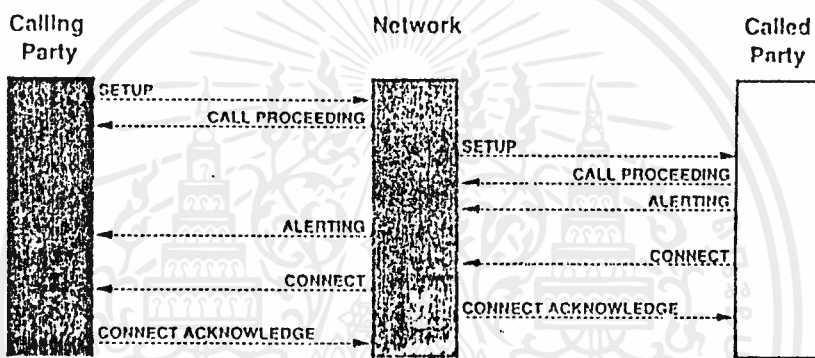 Calling
Party
Network
Called
Party
SETUP
CALL PROCEEDING
SETUP
CALL PROCEEDING
ALERTING
ALERTING
CONNECT
CONNECT
CONNECT ACKNOWLEDGE
CONNECT ACKNOWLEDGE